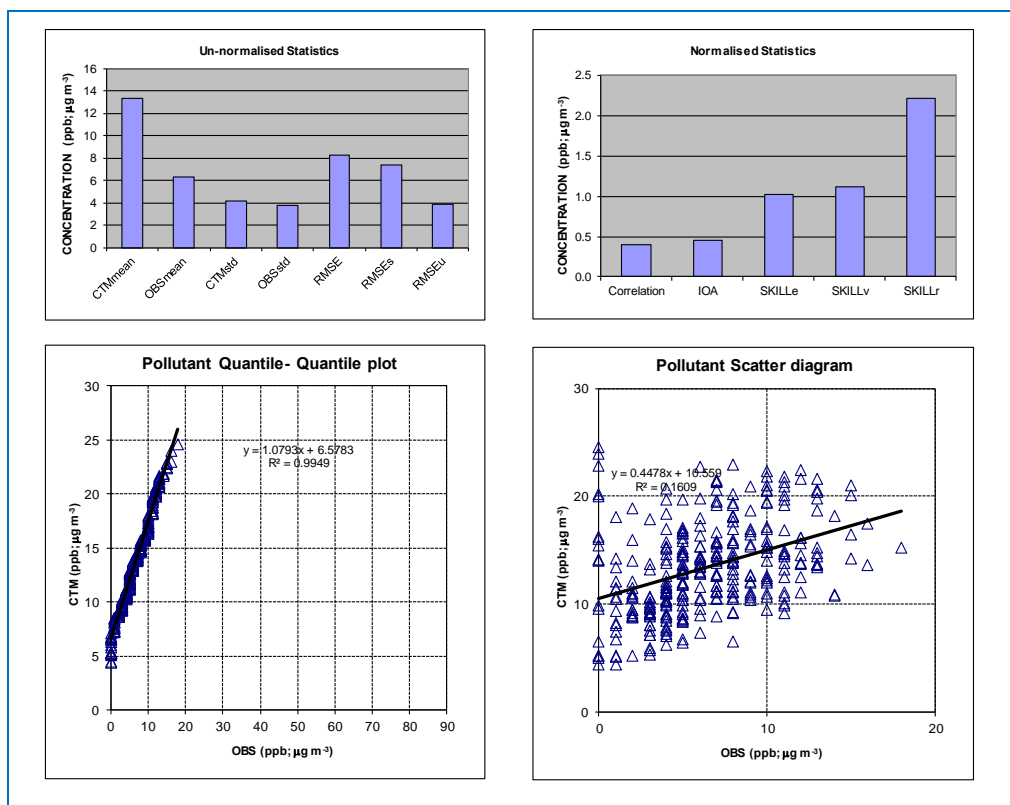 Un-normalised Statistics
CONCENTRATION (ppb; µg m-3)
16
14
12
10
8
6
4
2
0
CTMmean
OBSmean
CTMstd
OBSstd
RMSE
RMSEs
RMSEu
Normalised Statistics
CONCENTRATION (ppb; µg m-3)
2.5
2.0
1.5
1.0
0.5
0.0
Correlation
IOA
SKILLe
SKILLv
SKILLr
Pollutant Quantile- Quantile plot
CTM (ppb; µg m-3)
30
25
20
15
10
5
0
y = 1.0793x + 6.5783
R² = 0.9949
0 10 20 30 40 50 60 70 80 90
OBS (ppb; µg m-3)
Pollutant Scatter diagram
CTM (ppb; µg m-3)
30
20
10
0
y = 0.4478x + 10.559
R² = 0.1609
0 10 20
OBS (ppb; µg m-3)